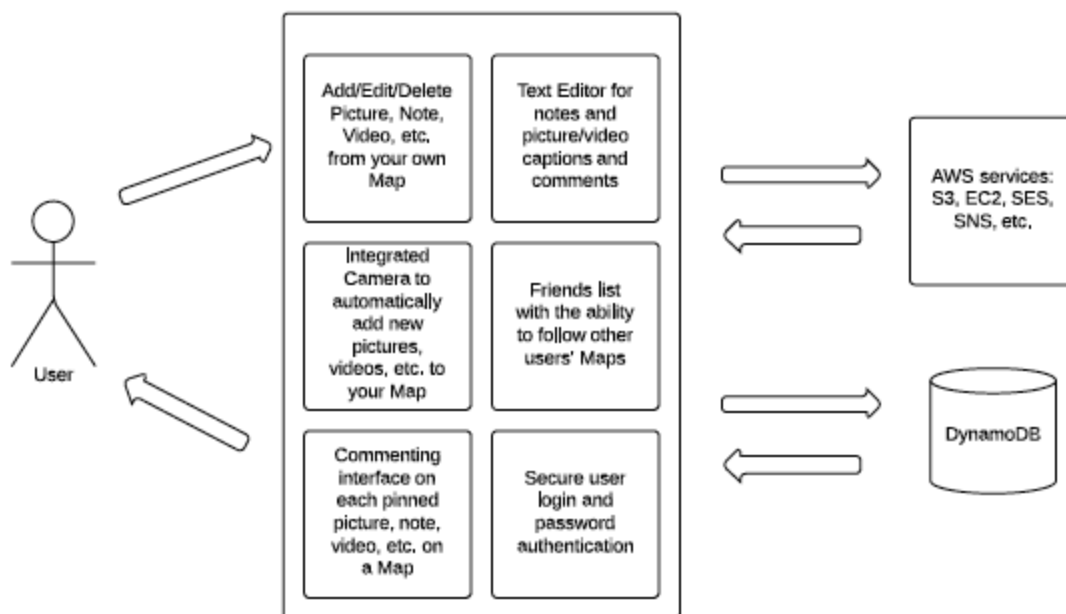 Add/Edit/Delete
Picture, Note,
Video, etc.
from your own
Map
Text Editor for
notes and
picture/video
captions and
comments
AWS services:
S3, EC2, SES,
SNS, etc.
Integrated
Camera to
automatically
add new
pictures,
videos, etc. to
your Map
Friends list
with the ability
to follow other
users' Maps
User
DynamoDB
Commenting
interface on
each pinned
picture, note,
video, etc. on
a Map
Secure user
login and
password
authentication